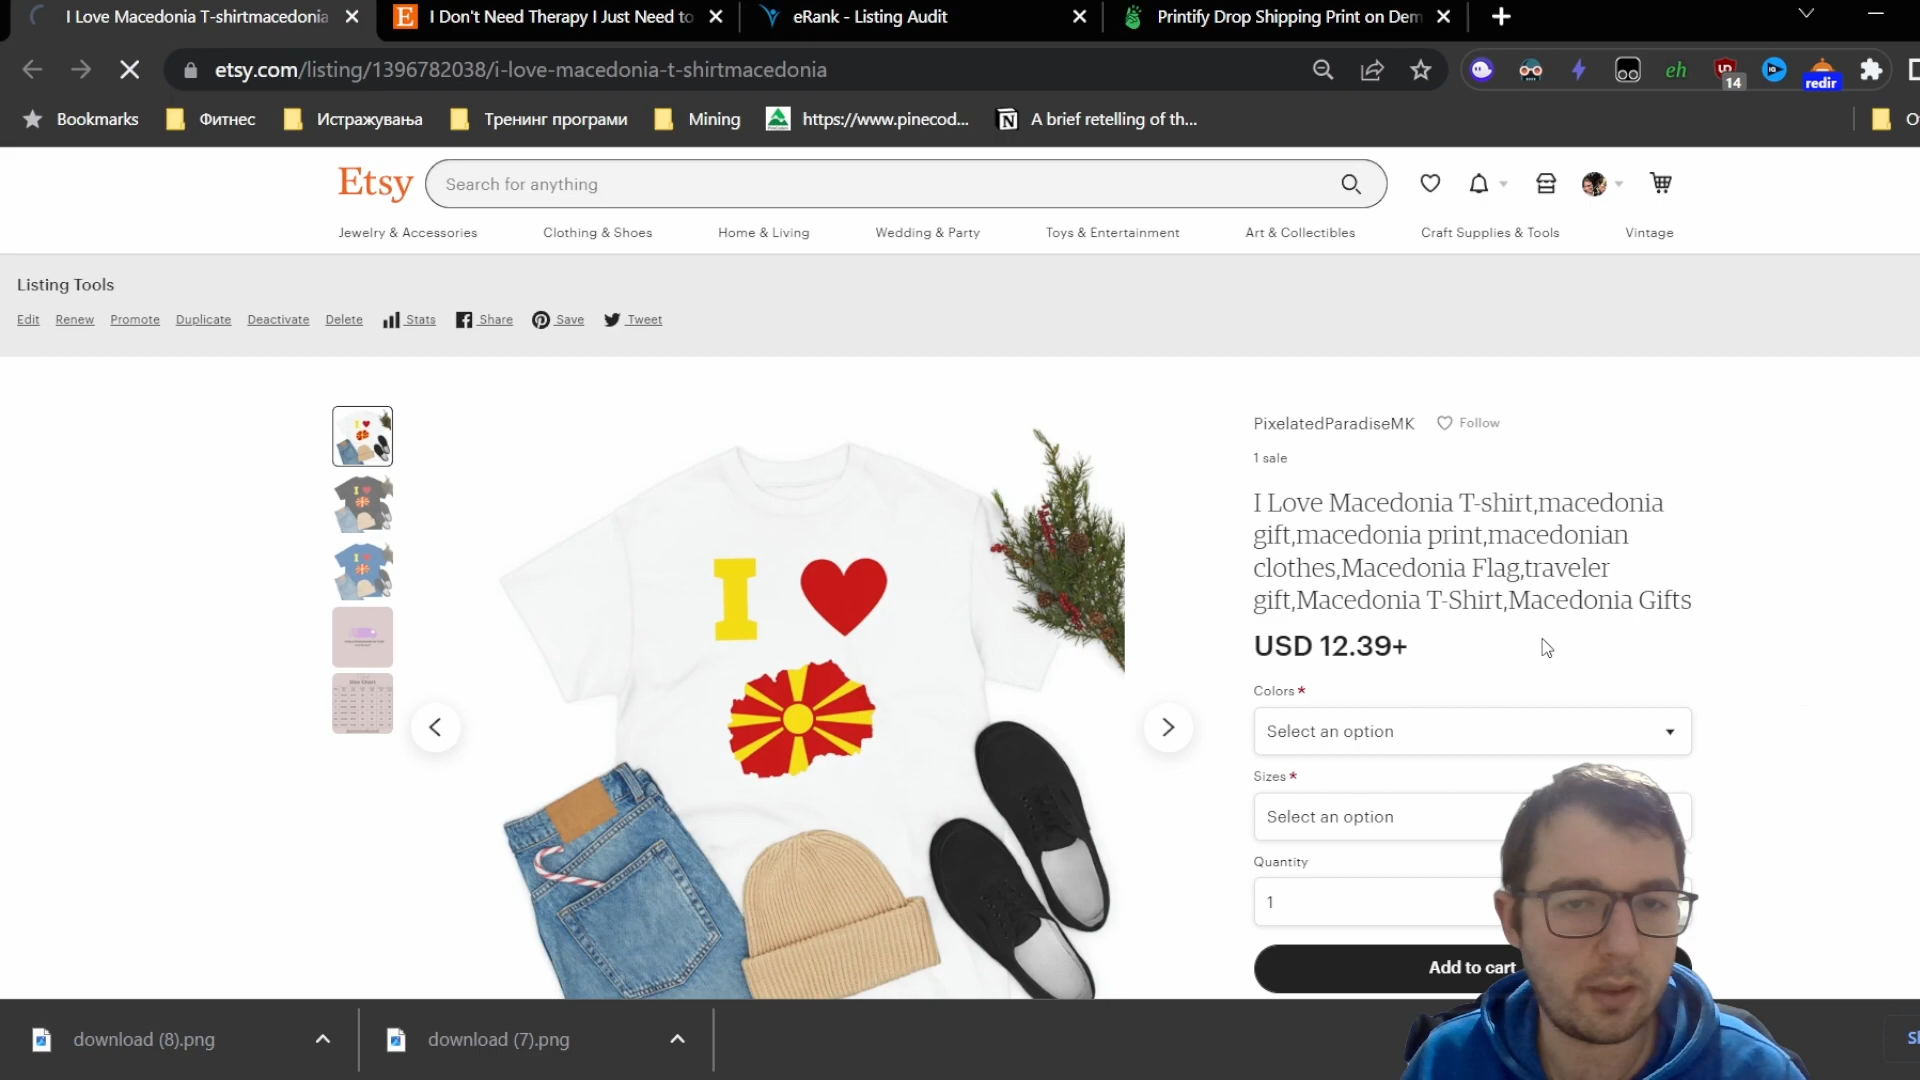 I Love Macedonia T-shirtmacedonia
I Don't Need Therapy I Just Need to
eRank - Listing Audit
Printify Drop Shipping Print on Dem
etsy.com/listing/1396782038/i-love-macedonia-t-shirtmacedonia
eh
14
redir
Bookmarks
Фитнес
Истражувања
Тренинг програми
Mining
https://www.pinecod...
A brief retelling of th...
Etsy
Search for anything
Jewelry & Accessories
Clothing & Shoes
Home & Living
Wedding & Party
Toys & Entertainment
Art & Collectibles
Craft Supplies & Tools
Vintage
Listing Tools
Edit
Renew
Promote
Duplicate
Deactivate
Delete
Stats
Share
Save
Tweet
I
PixelatedParadiseMK
Follow
1 sale
I Love Macedonia T-shirt,macedonia
gift,macedonia print,macedonian
clothes,Macedonia Flag,traveler
gift,Macedonia T-Shirt,Macedonia Gifts
USD 12.39+
Colors *
Select an option
Sizes *
Select an option
Quantity
1
Add to cart
Size Chart
download (8).png
download (7).png